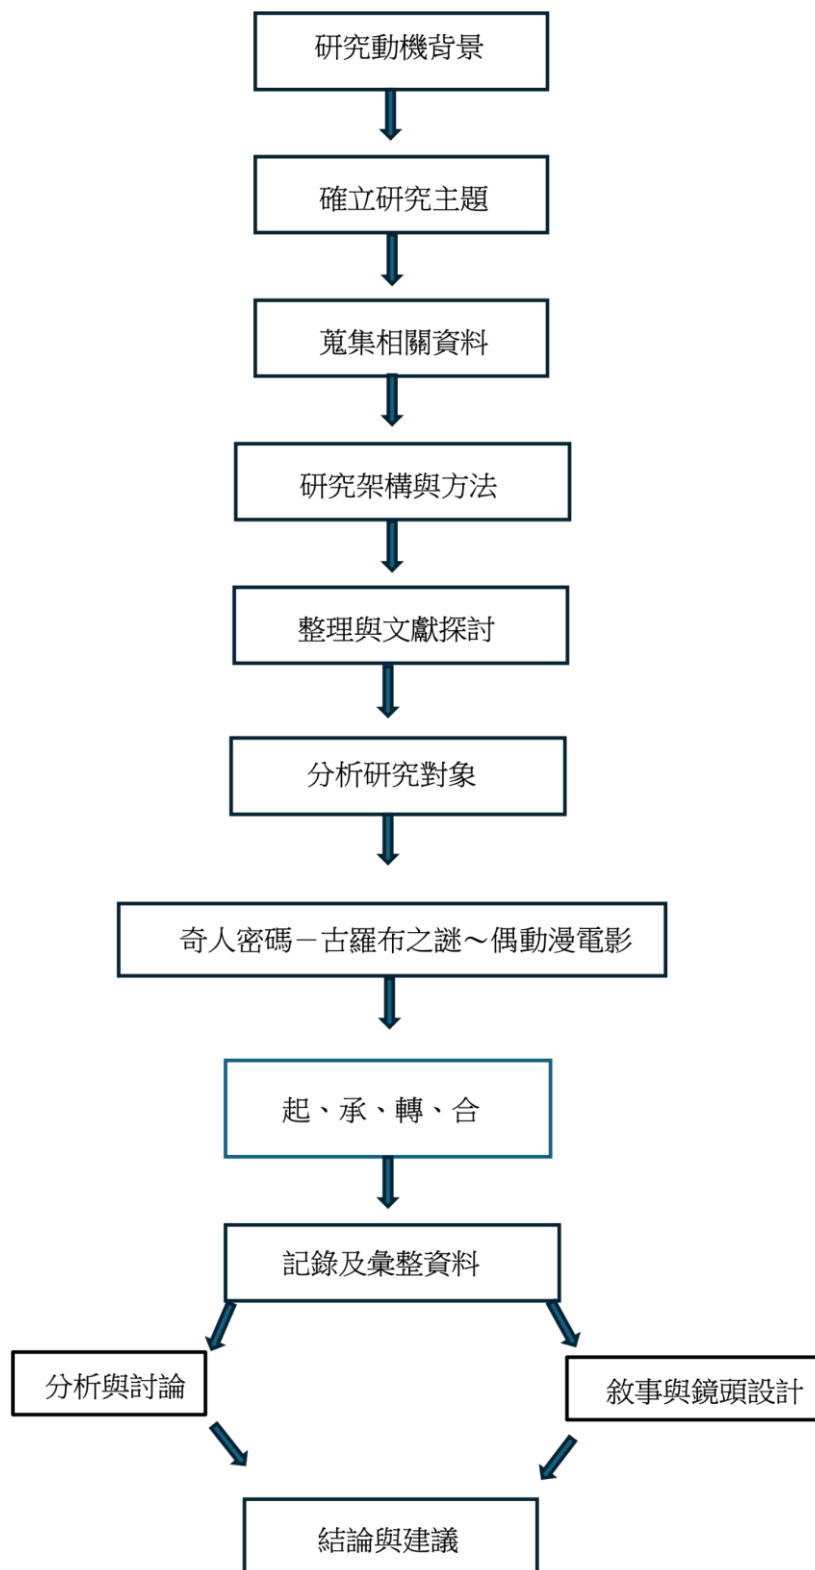 研究動機背景
確立研究主題
蒐集相關資料
研究架構與方法
整理與文獻探討
分析研究對象
奇人密碼－古羅布之謎～偶動漫電影
起、承、轉、合
記錄及彙整資料
分析與討論
敘事與鏡頭設計
結論與建議